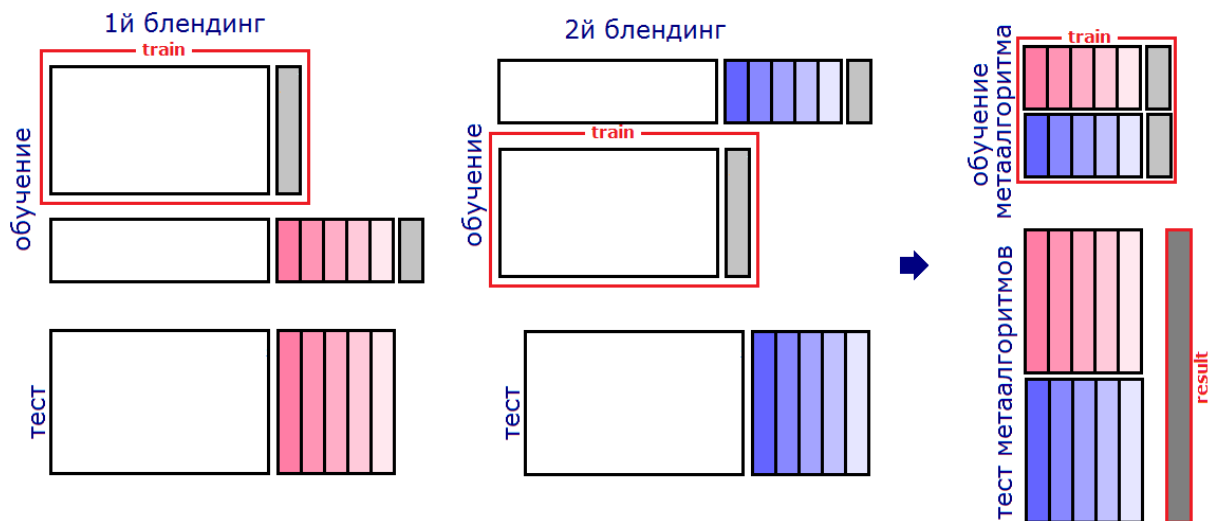 1й блендинг
train
обучение
тест
2й блендинг
train
обучение
тест
обучение
метаалгоритма
train
тест метаалгоритмов
result